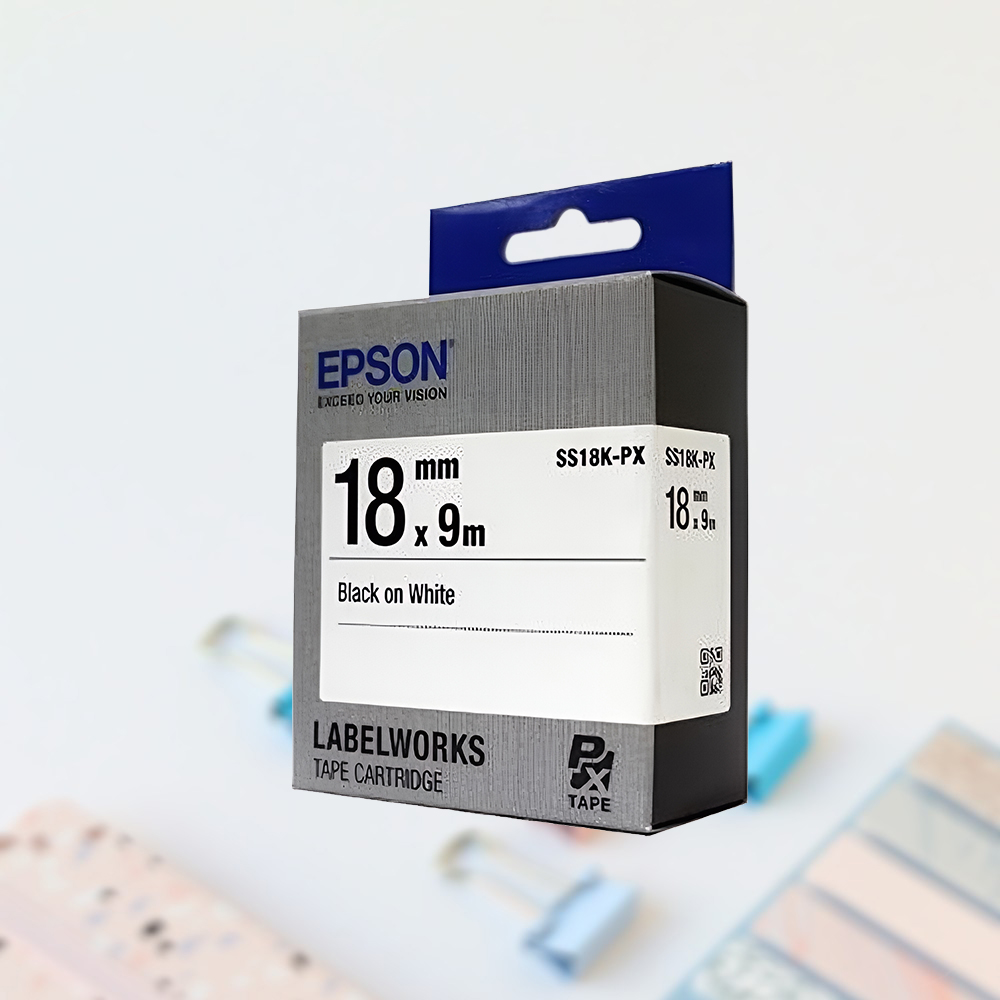 EPSON
EXCEED YOUR VISION
18 mm x 9m
SS18K-PX
Black on White
LABELWORKS
TAPE CARTRIDGE
PX
TAPE
SS18K-PX
18 mm x 9m